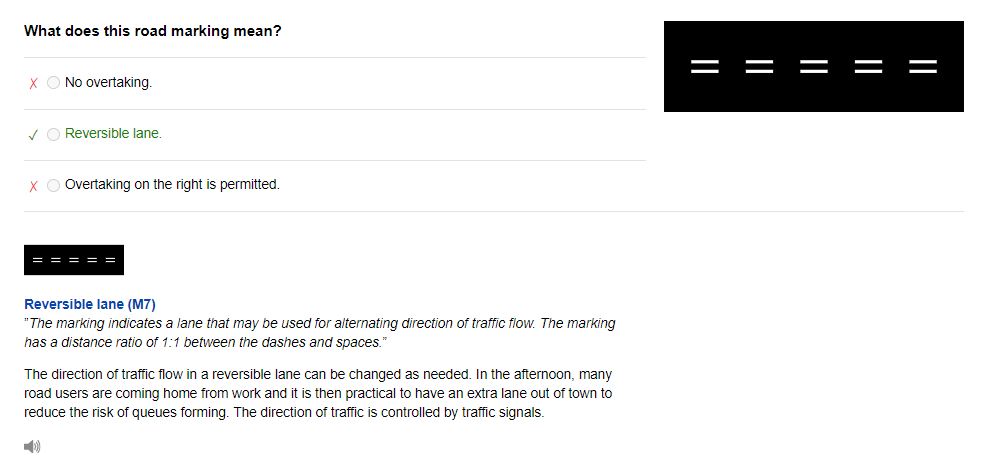 What does this road marking mean?
No overtaking.
Reversible lane.
Overtaking on the right is permitted.
Reversible lane (M7)
"The marking indicates a lane that may be used for alternating direction of traffic flow. The marking
has a distance ratio of 1:1 between the dashes and spaces."
The direction of traffic flow in a reversible lane can be changed as needed. In the afternoon, many
road users are coming home from work and it is then practical to have an extra lane out of town to
reduce the risk of queues forming. The direction of traffic is controlled by traffic signals.